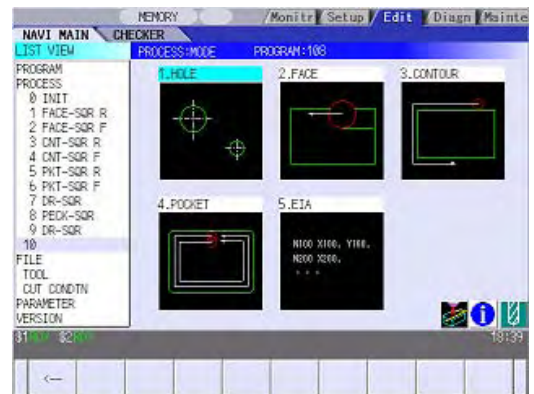 MEMORY Monitr Setup Edit Diagn Mainte
NAVI MAIN CHECKER
LIST VIEW PROCESS:MODE PROGRAM:108
PROGRAM
PROCESS
0 INIT
1 FACE-SQR R
2 FACE-SQR F
3 CNT-SQR R
4 CNT-SQR F
5 PKT-SQR R
6 PKT-SQR F
7 DR-SQR
8 PECK-SQR
9 DR-SQR
10
FILE
TOOL
CUT CONDTN
PARAMETER
VERSION
1.HOLE 2.FACE 3.CONTOUR
4.POCKET 5.EIA
N100 X100. Y100.
N200 X200.
* * *
$1RDY $2RDY 18:39
<--